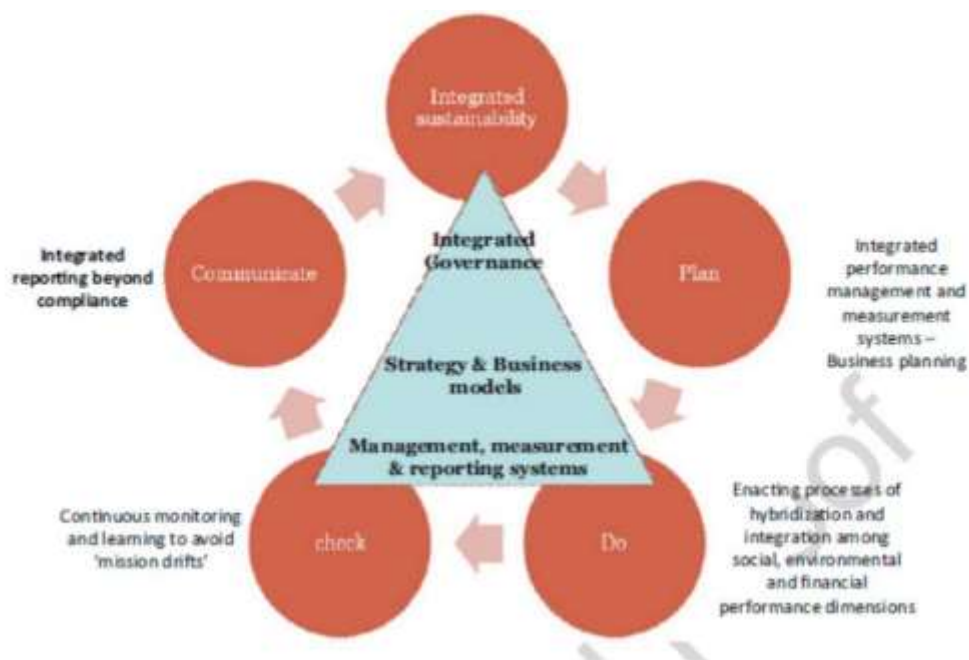 Integrated
sustainability
Integrated
Governance
Communicate
Plan
Integrated
reporting beyond
compliance
Integrated
performance
management and
measurement
systems –
Business planning
Strategy & Business
models
Management, measurement
& reporting systems
Continuous monitoring
and learning to avoid
'mission drifts'
check
Do
Enacting processes of
hybridization and
integration among
social, environmental
and financial
performance dimensions